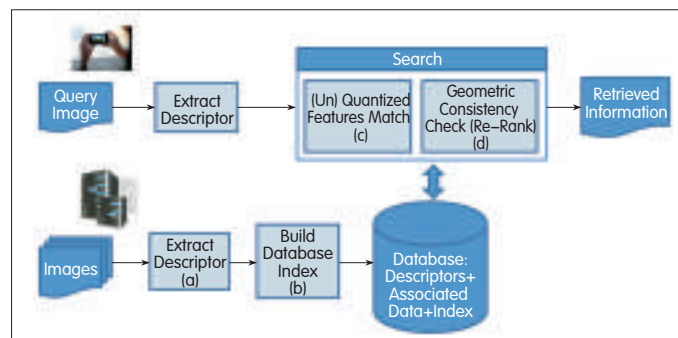 Search
Query
Image
Extract
Descriptor
(Un) Quantized
Features Match
(c)
Geometric
Consistency
Check (Re–Rank)
(d)
Retrieved
Information
Images
Extract
Descriptor
(a)
Build
Database
Index
(b)
Database:
Descriptors+
Associated
Data+Index